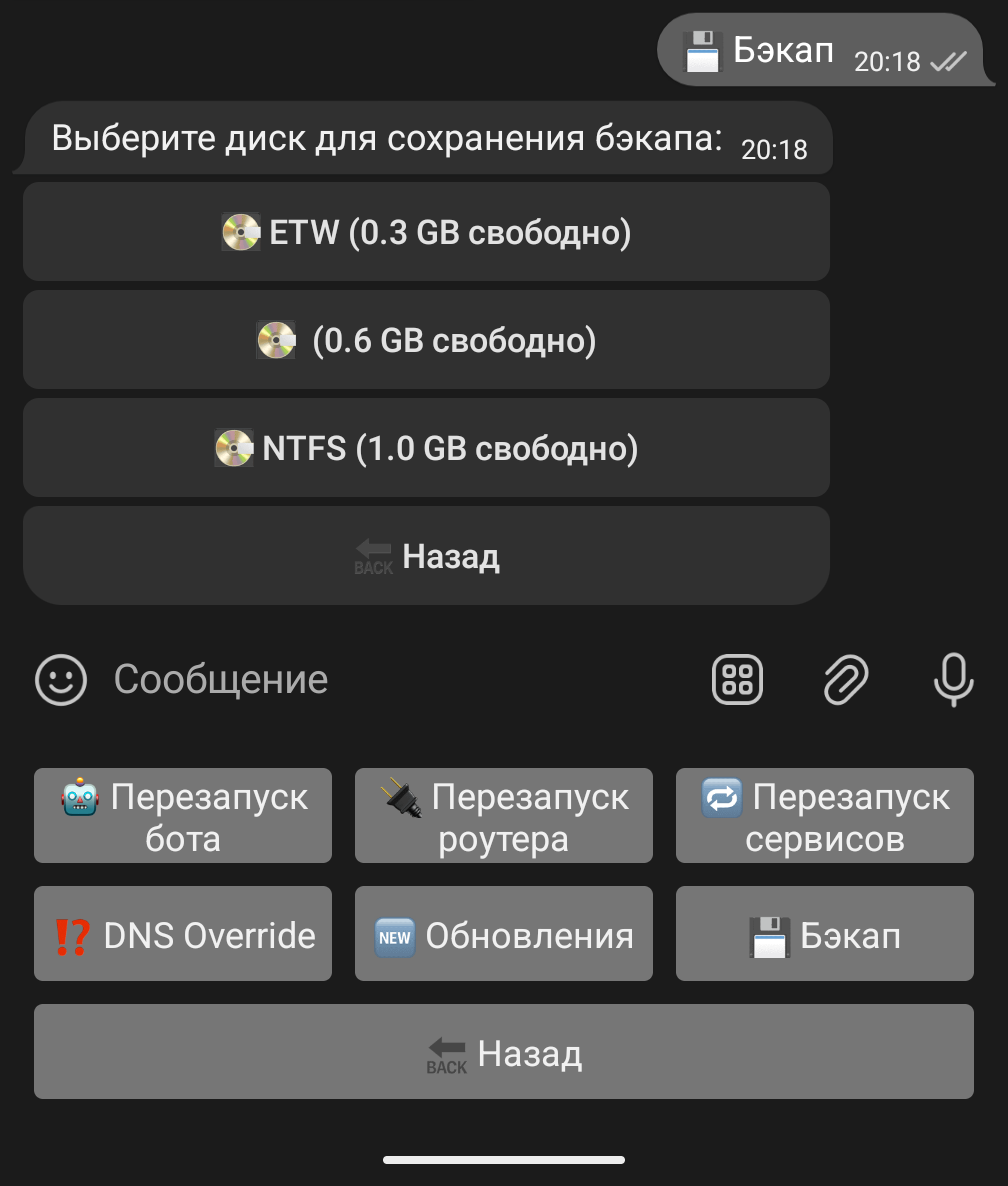 💾 Бэкап 20:18
Выберите диск для сохранения бэкапа: 20:18
ETW (0.3 GB свободно)
(0.6 GB свободно)
NTFS (1.0 GB свободно)
BACK Назад
Сообщение
Перезапуск
бота
Перезапуск
роутера
Перезапуск
сервисов
⁉ DNS Override
NEW Обновления
Бэкап
BACK Назад